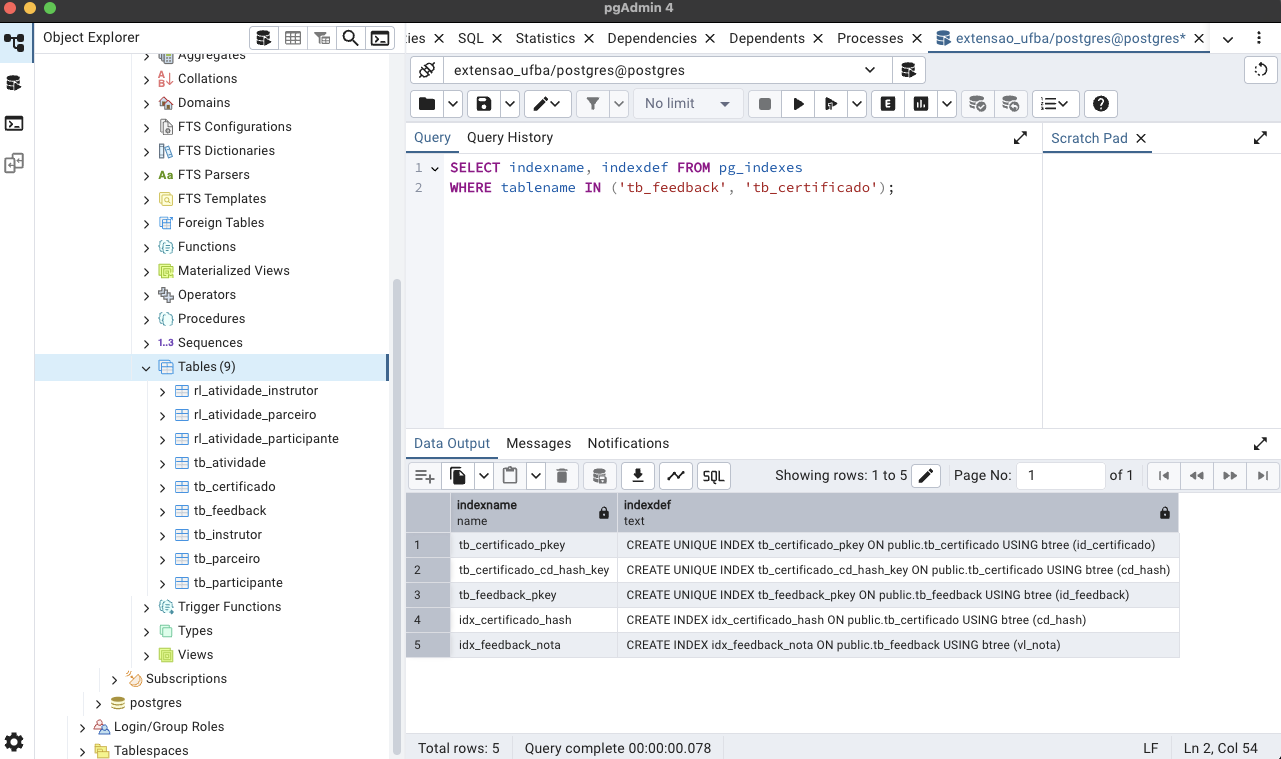 pgAdmin 4
Object Explorer
ies SQL Statistics Dependencies Dependents Processes extensao_ufba/postgres@postgres*
extensao_ufba/postgres@postgres
No limit
E
Query Query History
Scratch Pad
1 SELECT indexname, indexdef FROM pg_indexes
2 WHERE tablename IN ('tb_feedback', 'tb_certificado');
Aggregates
Collations
Domains
FTS Configurations
FTS Dictionaries
Aa FTS Parsers
FTS Templates
Foreign Tables
Functions
Materialized Views
Operators
Procedures
1..3 Sequences
Tables (9)
rl_atividade_instrutor
rl_atividade_parceiro
rl_atividade_participante
tb_atividade
tb_certificado
tb_feedback
tb_instrutor
tb_parceiro
tb_participante
Trigger Functions
Types
Views
Subscriptions
postgres
Login/Group Roles
Tablespaces
Data Output Messages Notifications
SQL Showing rows: 1 to 5 Page No: 1 of 1
indexname indexdef
name text
1 tb_certificado_pkey CREATE UNIQUE INDEX tb_certificado_pkey ON public.tb_certificado USING btree (id_certificado)
2 tb_certificado_cd_hash_key CREATE UNIQUE INDEX tb_certificado_cd_hash_key ON public.tb_certificado USING btree (cd_hash)
3 tb_feedback_pkey CREATE UNIQUE INDEX tb_feedback_pkey ON public.tb_feedback USING btree (id_feedback)
4 idx_certificado_hash CREATE INDEX idx_certificado_hash ON public.tb_certificado USING btree (cd_hash)
5 idx_feedback_nota CREATE INDEX idx_feedback_nota ON public.tb_feedback USING btree (vl_nota)
Total rows: 5 Query complete 00:00:00.078 LF Ln 2, Col 54